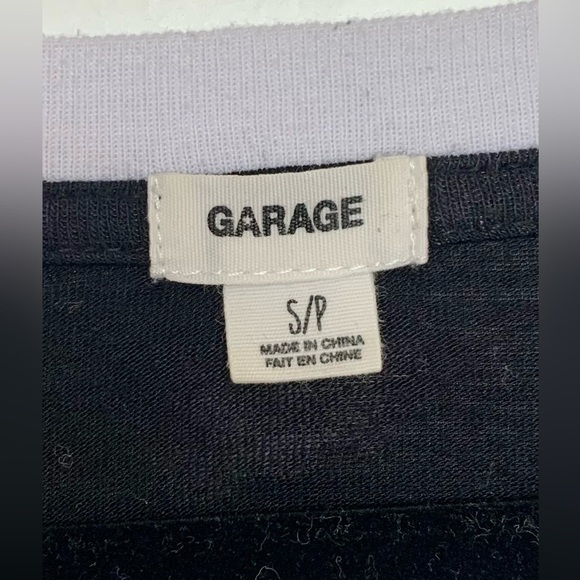 GARAGE
S/P
MADE IN CHINA
FAIT EN CHINE